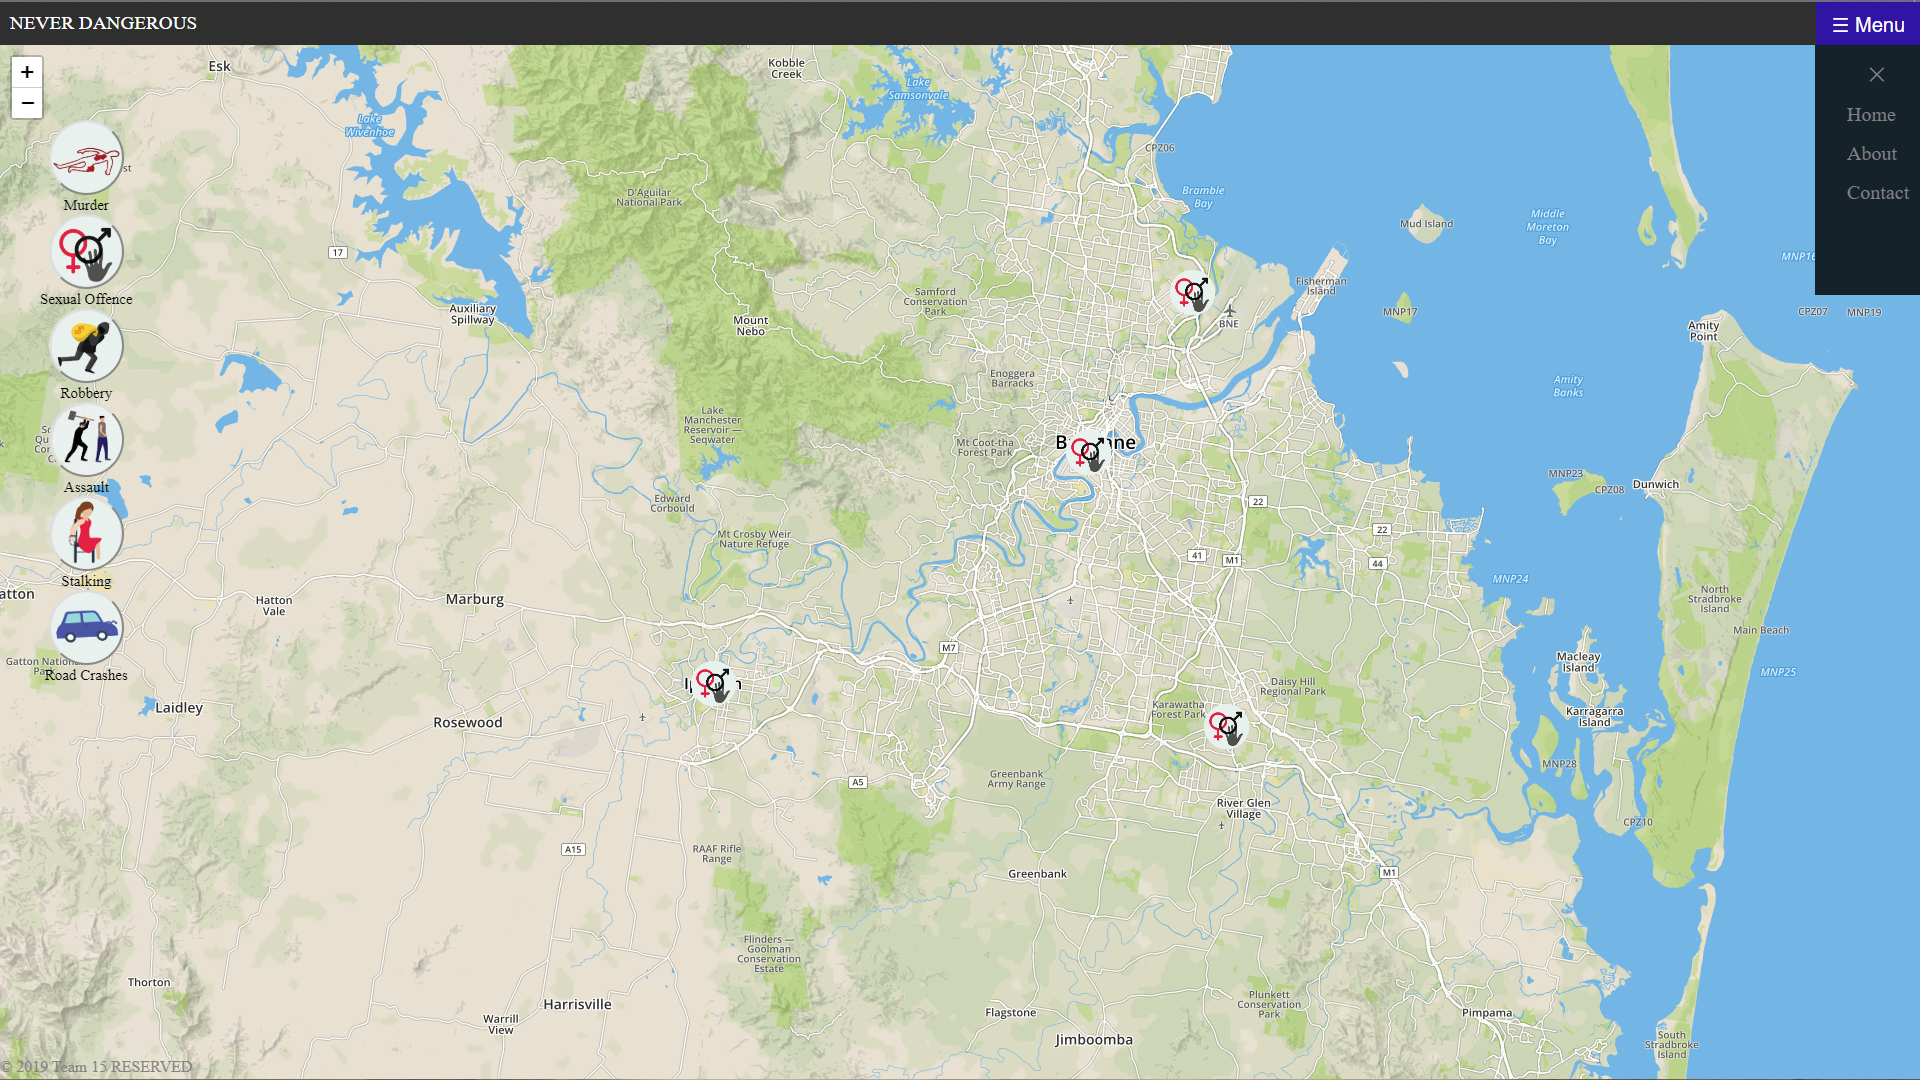 NEVER DANGEROUS
☰ Menu
+
−
Home
About
Contact
Murder
Sexual Offence
Robbery
Assault
Stalking
Road Crashes
Esk
Kobble
Creek
Lake
Samsonvale
Lake
Wivenhoe
CPZ06
D'Aguilar
National Park
Bramble
Bay
Mud Island
Middle
Moreton
Bay
17
MNP16
Fisherman
Island
Samford
Conservation
Park
Auxiliary
Spillway
Mount
Nebo
BNE
MNP17
CPZ07
MNP19
Amity
Point
Enoggera
Barracks
Amity
Banks
Lake
Manchester
Reservoir —
Seqwater
Mt Coot-tha
Forest Park
MNP23
CPZ08
Dunwich
Edward
Corbould
22
22
Mt Crosby Weir
Nature Refuge
41
M1
44
MNP24
Hatton
Vale
Marburg
North
Stradbroke
Island
Main Beach
M7
Macleay
Island
MNP25
Daisy Hill
Regional Park
Karawatha
Forest Park
Karragarra
Island
Laidley
Rosewood
MNP28
A5
Greenbank
Army Range
River Glen
Village
CPZ10
A15
RAAF Rifle
Range
Greenbank
M1
Flinders —
Goolman
Conservation
Estate
Thorton
Harrisville
Warrill
View
Flagstone
Plunkett
Conservation
Park
Pimpama
Jimboomba
South
Stradbroke
Island
© 2019 Team 15 RESERVED